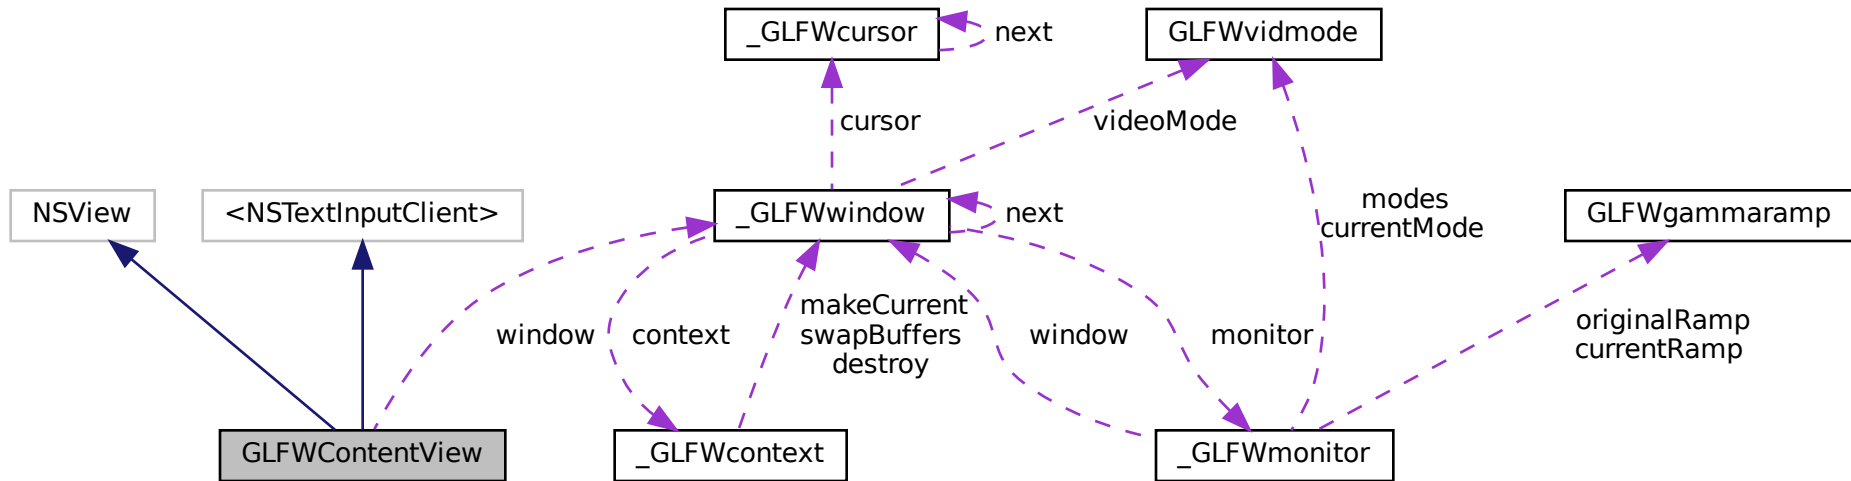 _GLFWcursor
next
GLFWvidmode
cursor
videoMode
NSView
<NSTextInputClient>
_GLFWwindow
next
modes
currentMode
GLFWgammaramp
window
context
makeCurrent
swapBuffers
destroy
window
monitor
originalRamp
currentRamp
GLFWContentView
_GLFWcontext
_GLFWmonitor